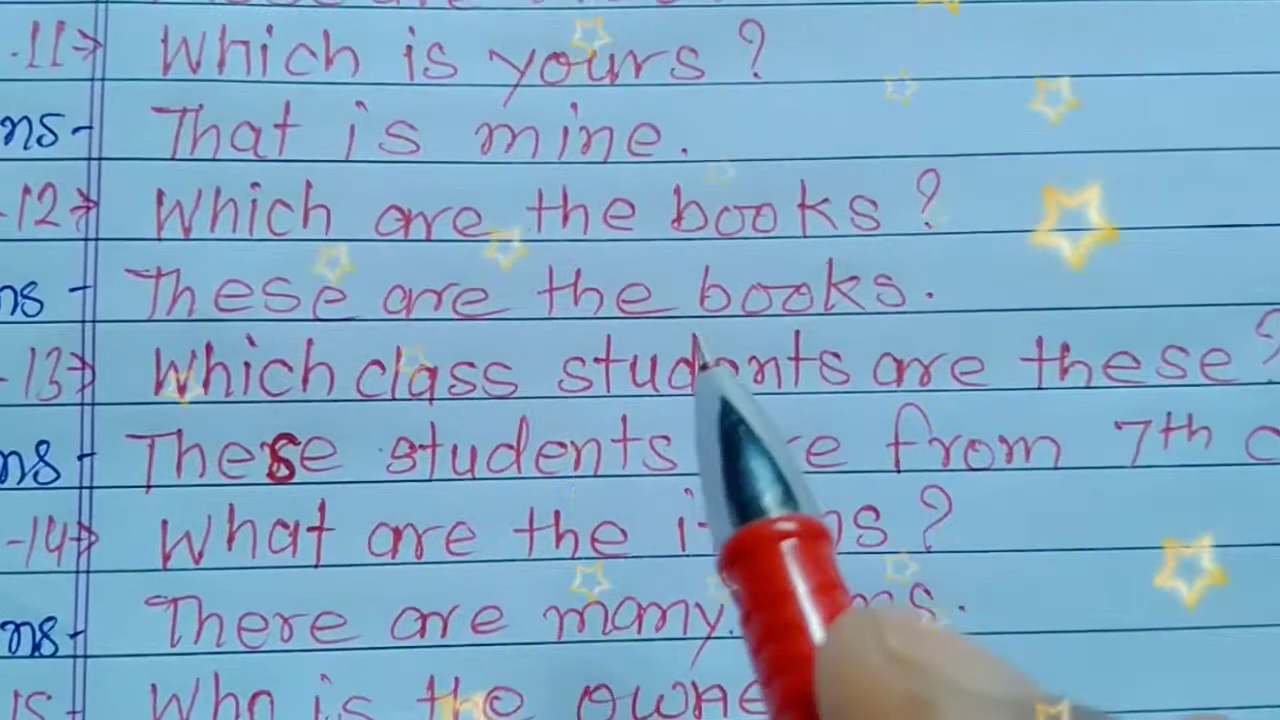 -11→ Which is yours?
ns- That is mine.
-12→ Which are the books?
ns - These are the books.
-13→ Which class students are these?
ns - These students from 7th
-14→ What are the ?
ns- There are many
15 Who is the